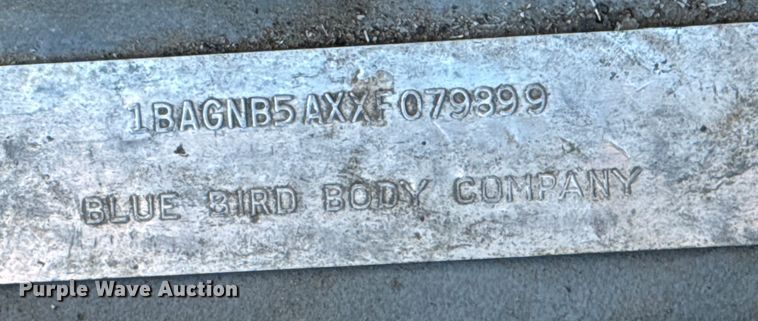 1BAGNB5AXXF079899
BLUE BIRD BODY COMPANY
Purple Wave Auction